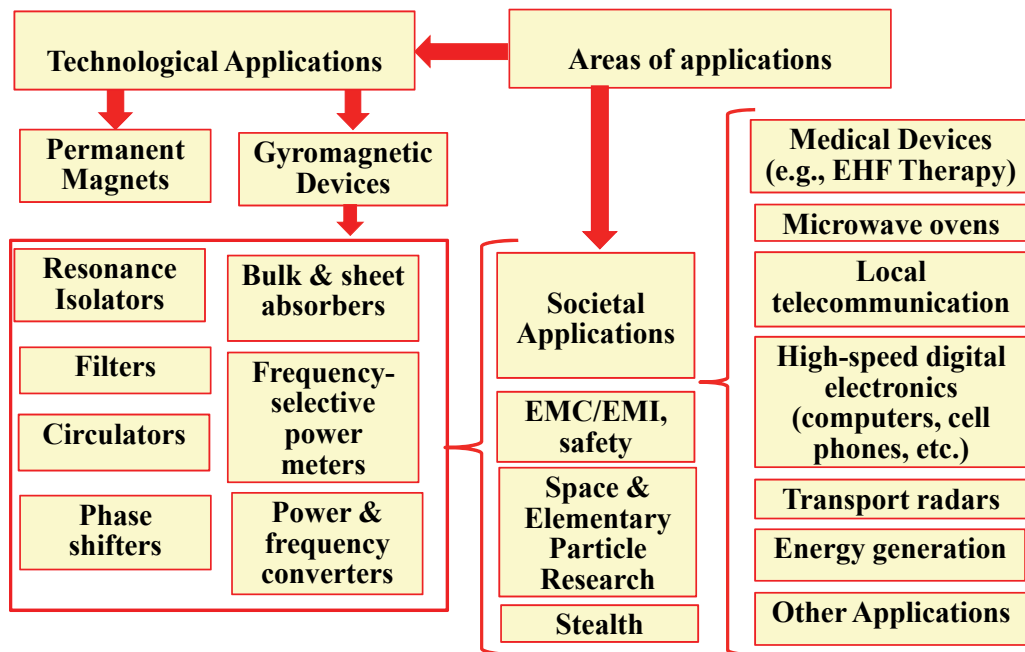 Technological Applications
Areas of applications
Permanent
Magnets
Gyromagnetic
Devices
Resonance
Isolators
Filters
Circulators
Phase
shifters
Bulk & sheet
absorbers
Frequency-
selective
power
meters
Power &
frequency
converters
Societal
Applications
EMC/EMI,
safety
Space &
Elementary
Particle
Research
Stealth
Medical Devices
(e.g., EHF Therapy)
Microwave ovens
Local
telecommunication
High-speed digital
electronics
(computers, cell
phones, etc.)
Transport radars
Energy generation
Other Applications